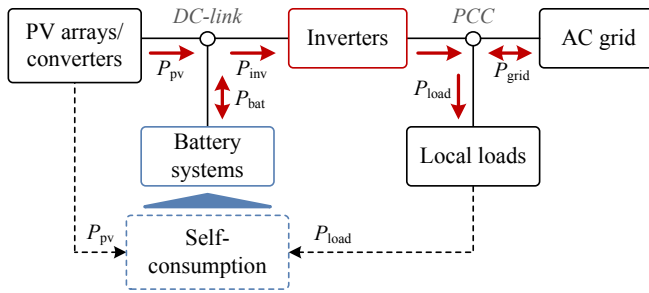 PV arrays/
converters
DC-link
Inverters
PCC
AC grid
P_pv
P_inv
P_bat
P_load
P_grid
Battery
systems
Local loads
P_pv
Self-
consumption
P_load